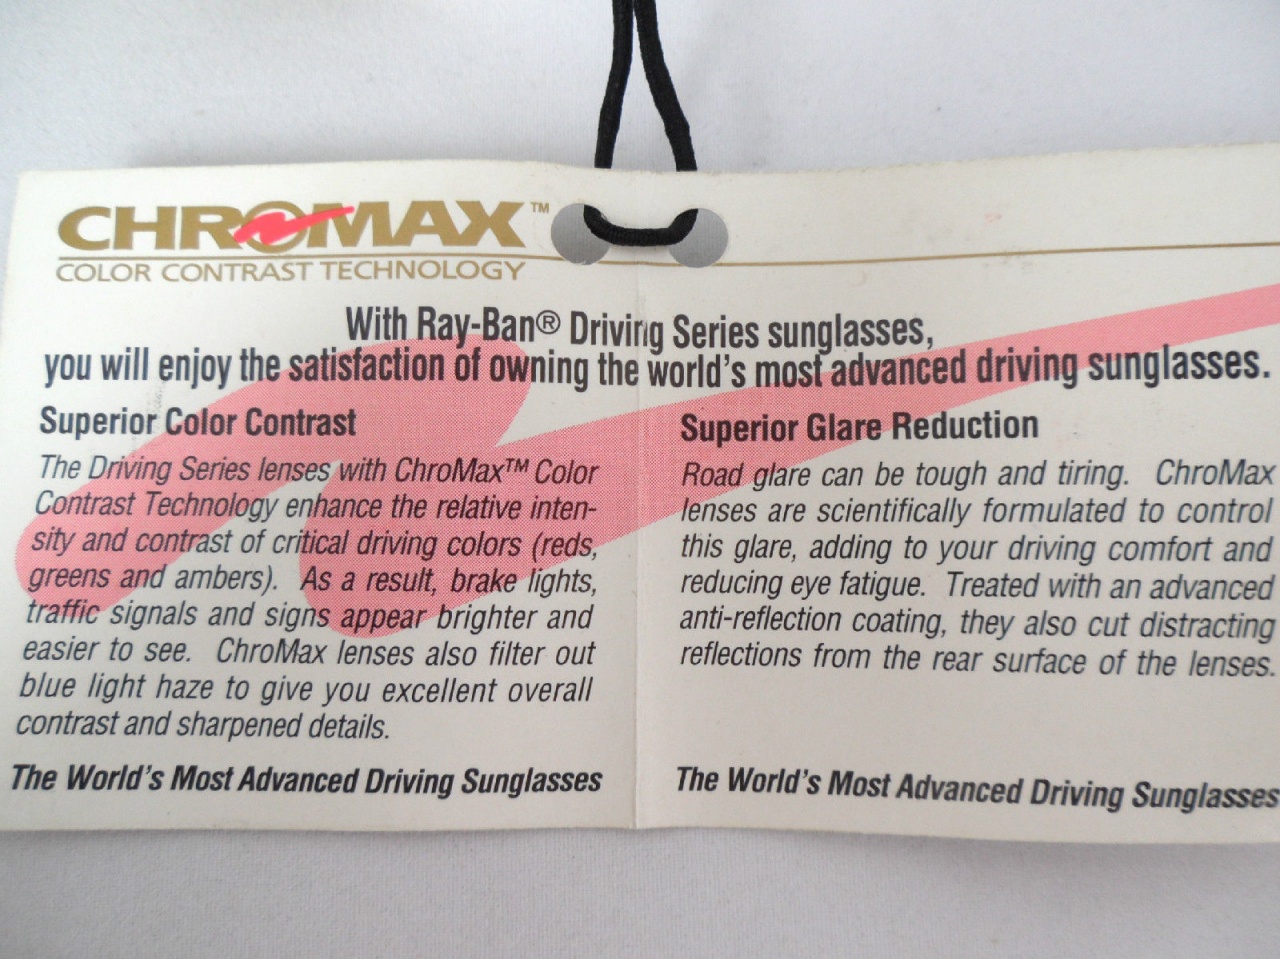 CHROMAX™
COLOR CONTRAST TECHNOLOGY
With Ray-Ban® Driving Series sunglasses,
you will enjoy the satisfaction of owning the world's most advanced driving sunglasses.
Superior Color Contrast
The Driving Series lenses with ChroMax™ Color
Contrast Technology enhance the relative inten-
sity and contrast of critical driving colors (reds,
greens and ambers). As a result, brake lights,
traffic signals and signs appear brighter and
easier to see. ChroMax lenses also filter out
blue light haze to give you excellent overall
contrast and sharpened details.
The World's Most Advanced Driving Sunglasses
Superior Glare Reduction
Road glare can be tough and tiring. ChroMax
lenses are scientifically formulated to control
this glare, adding to your driving comfort and
reducing eye fatigue. Treated with an advanced
anti-reflection coating, they also cut distracting
reflections from the rear surface of the lenses.
The World's Most Advanced Driving Sunglasses